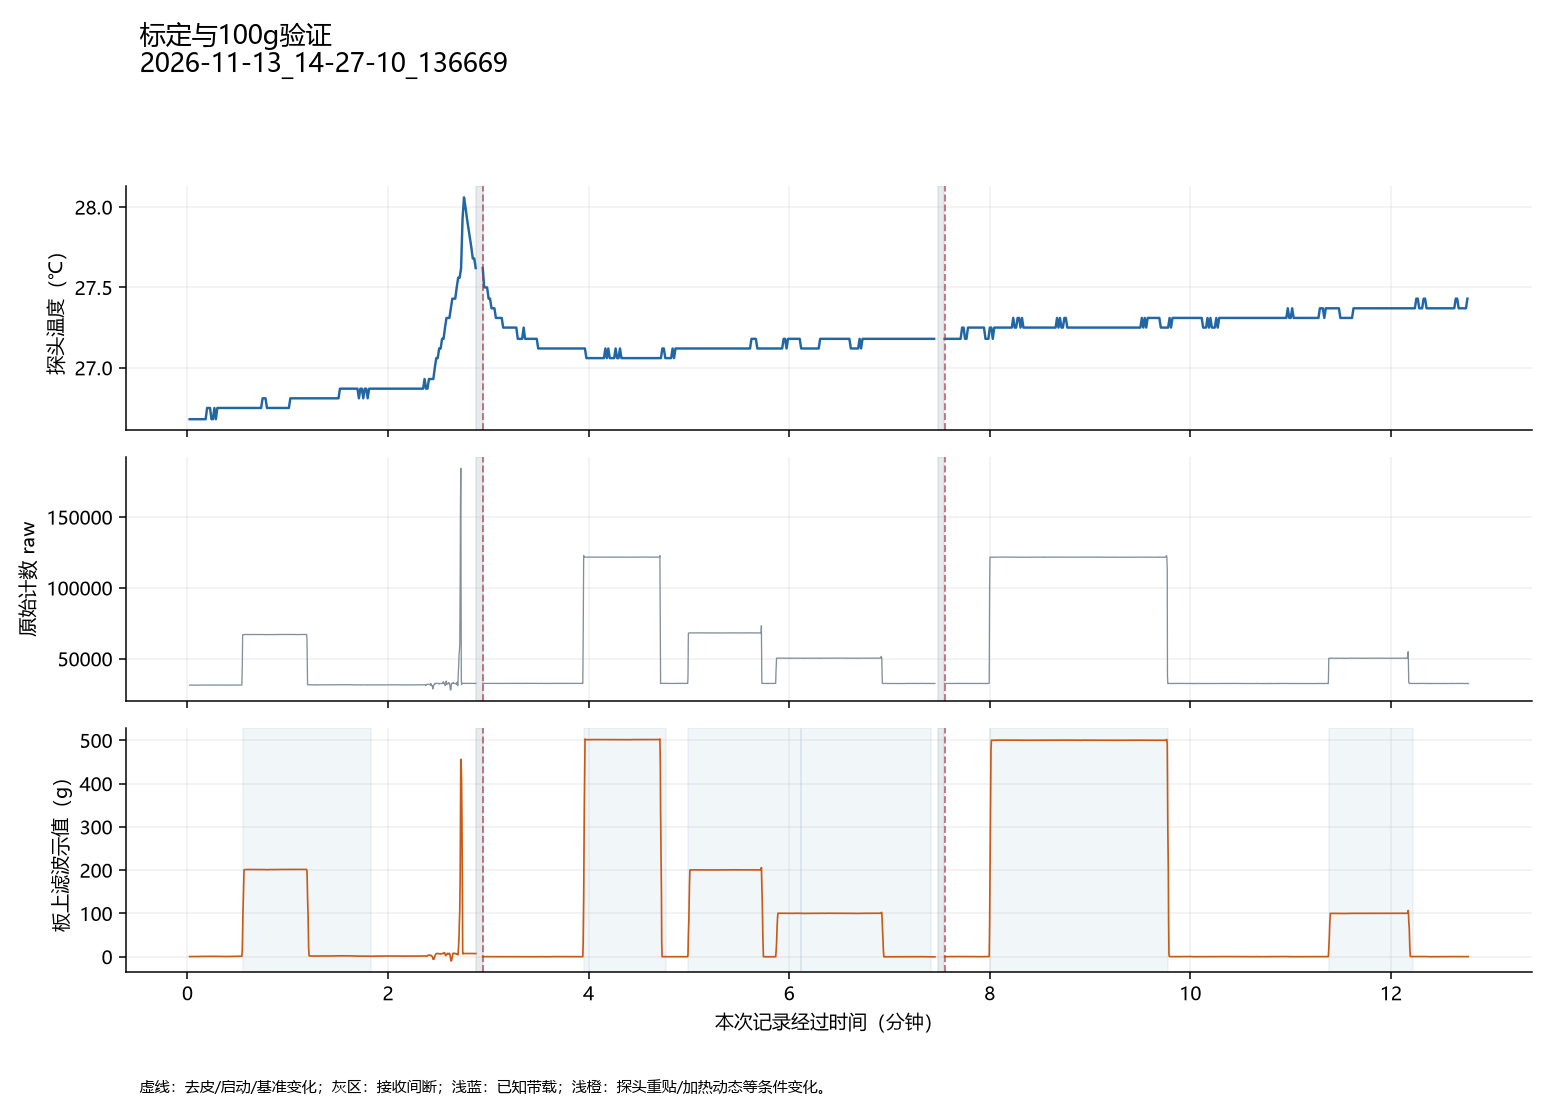 标定与100g验证
2026-11-13_14-27-10_136669
28.0
27.5
27.0
探头温度（°C）
150000
100000
50000
原始计数 raw
500
400
300
200
100
0
板上滤波示值（g）
0 2 4 6 8 10 12
本次记录经过时间（分钟）
虚线：去皮/启动/基准变化；灰区：接收间断；浅蓝：已知带载；浅橙：探头重贴/加热动态等条件变化。